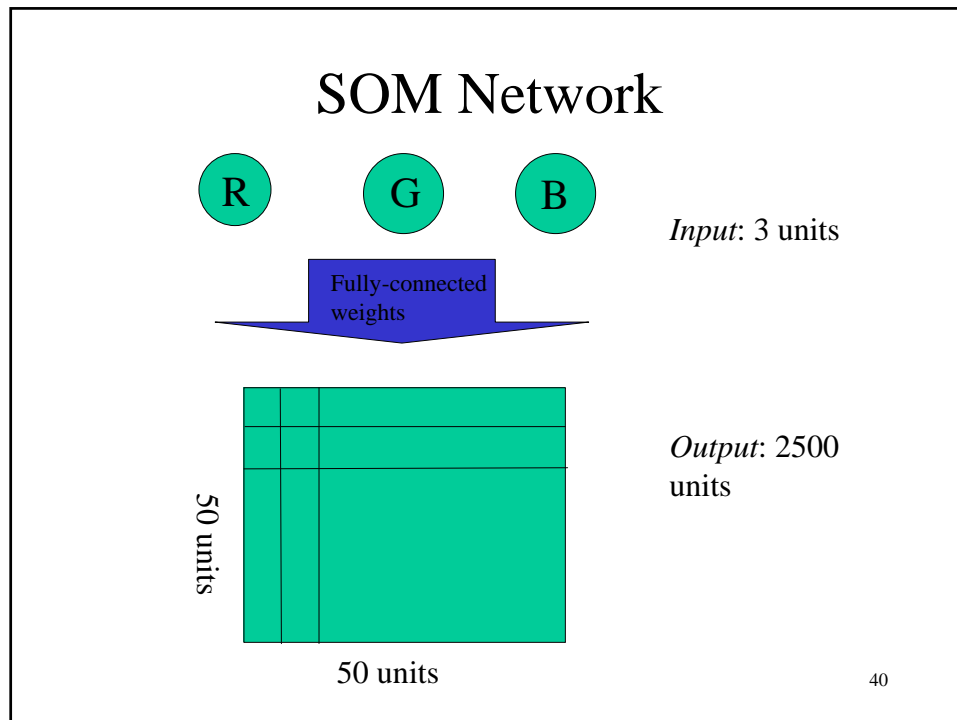 SOM Network
R G B
Input: 3 units
Fully-connected
weights
Output: 2500
units
50 units
50 units
40